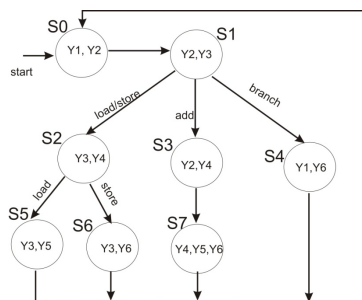 S0
S1
Y1, Y2
Y2,Y3
start
load/store
add
branch
S2
S3
S4
Y3,Y4
Y2,Y4
Y1,Y6
load
store
S5
S6
S7
Y3,Y5
Y3,Y6
Y4,Y5,Y6